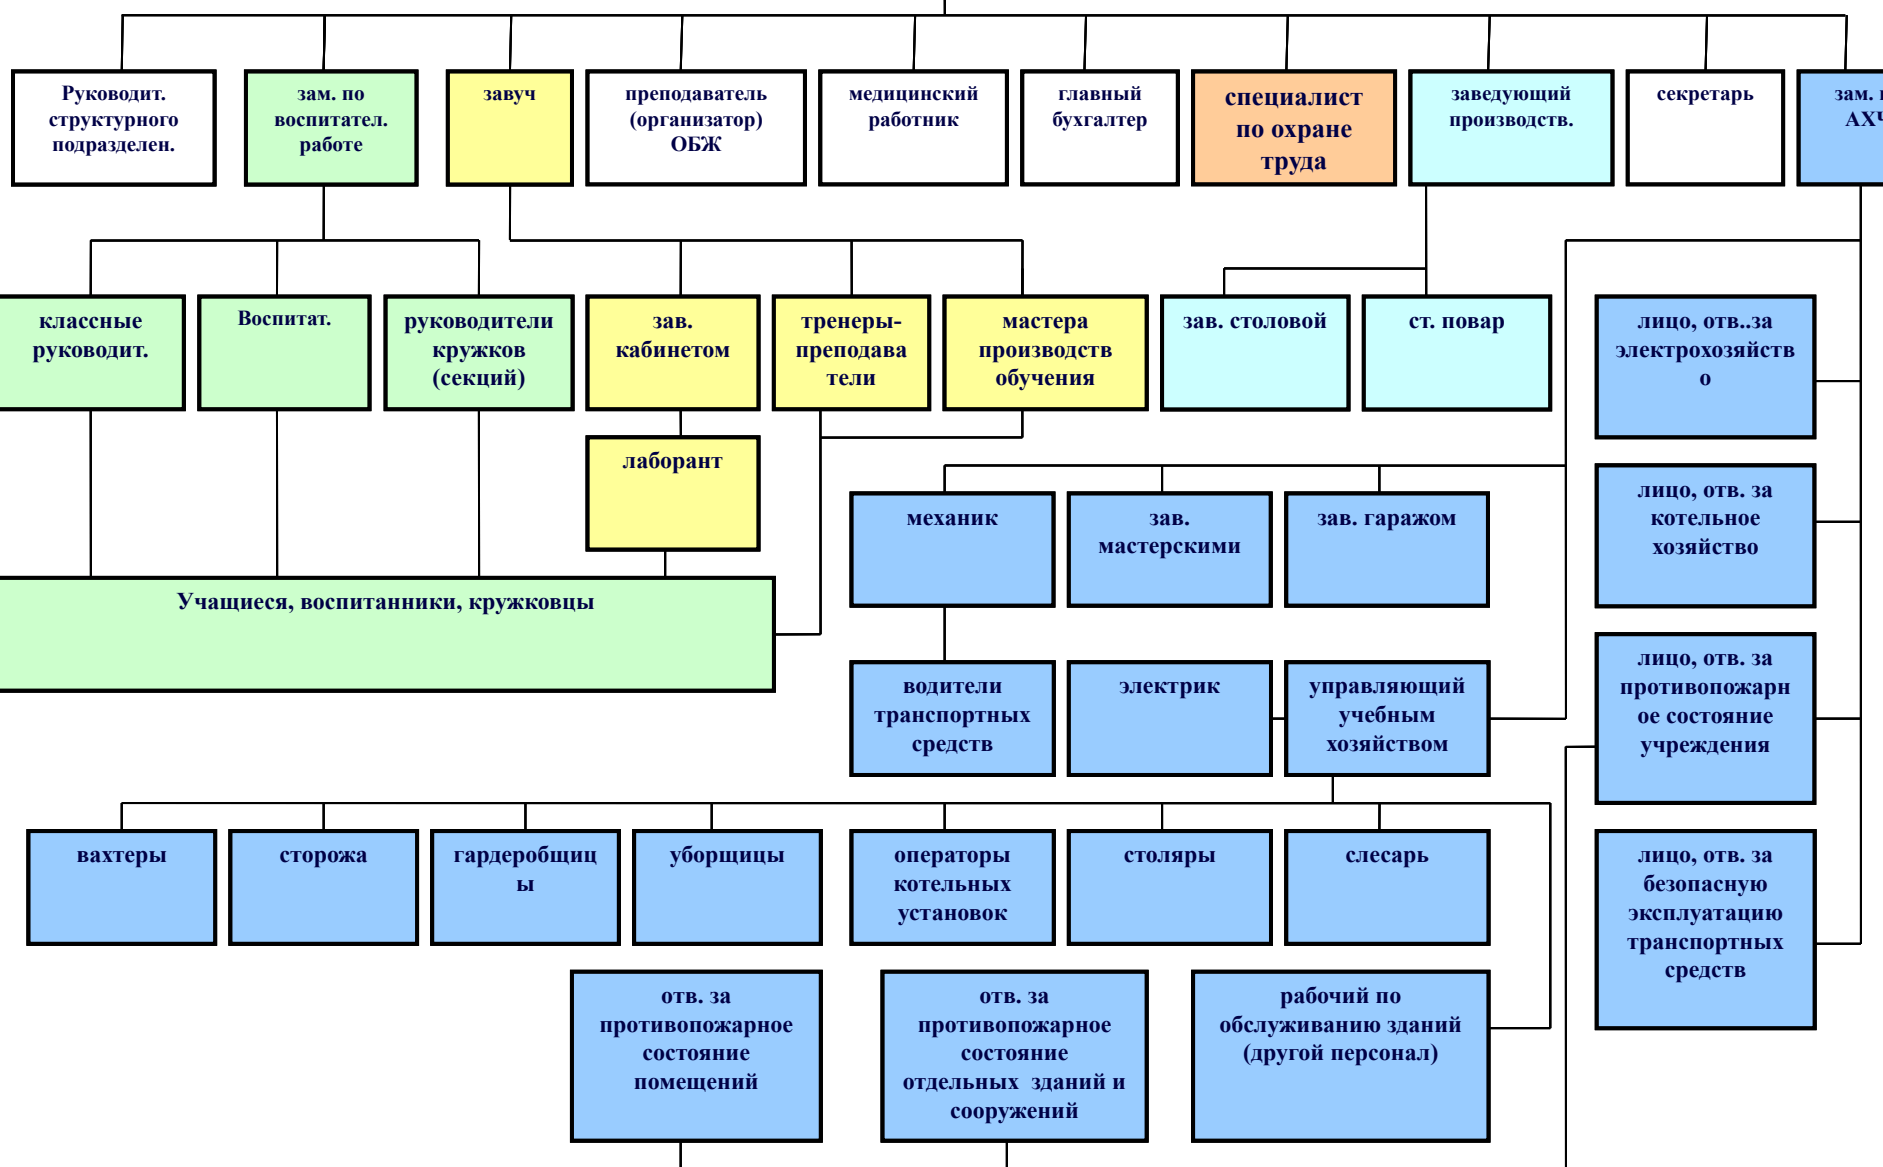 Руководит.
структурного
подразделен.
зам. по
воспитател.
работе
завуч
преподаватель
(организатор)
ОБЖ
медицинский
работник
главный
бухгалтер
специалист
по охране
труда
заведующий
производств.
секретарь
зам.
АХЧ
классные
руководит.
Воспитат.
руководители
кружков
(секций)
зав.
кабинетом
тренеры-
преподава
тели
мастера
производств
обучения
зав. столовой
ст. повар
лицо, отв..за
электрохозяйств
о
лаборант
механик
зав.
мастерскими
зав. гаражом
лицо, отв. за
котельное
хозяйство
Учащиеся, воспитанники, кружковцы
водители
транспортных
средств
электрик
управляющий
учебным
хозяйством
лицо, отв. за
противопожарн
ое состояние
учреждения
вахтеры
сторожа
гардеробщиц
ы
уборщицы
операторы
котельных
установок
столяры
слесарь
лицо, отв. за
безопасную
эксплуатацию
транспортных
средств
отв. за
противопожарное
состояние
помещений
отв. за
противопожарное
состояние
отдельных зданий и
сооружений
рабочий по
обслуживанию зданий
(другой персонал)